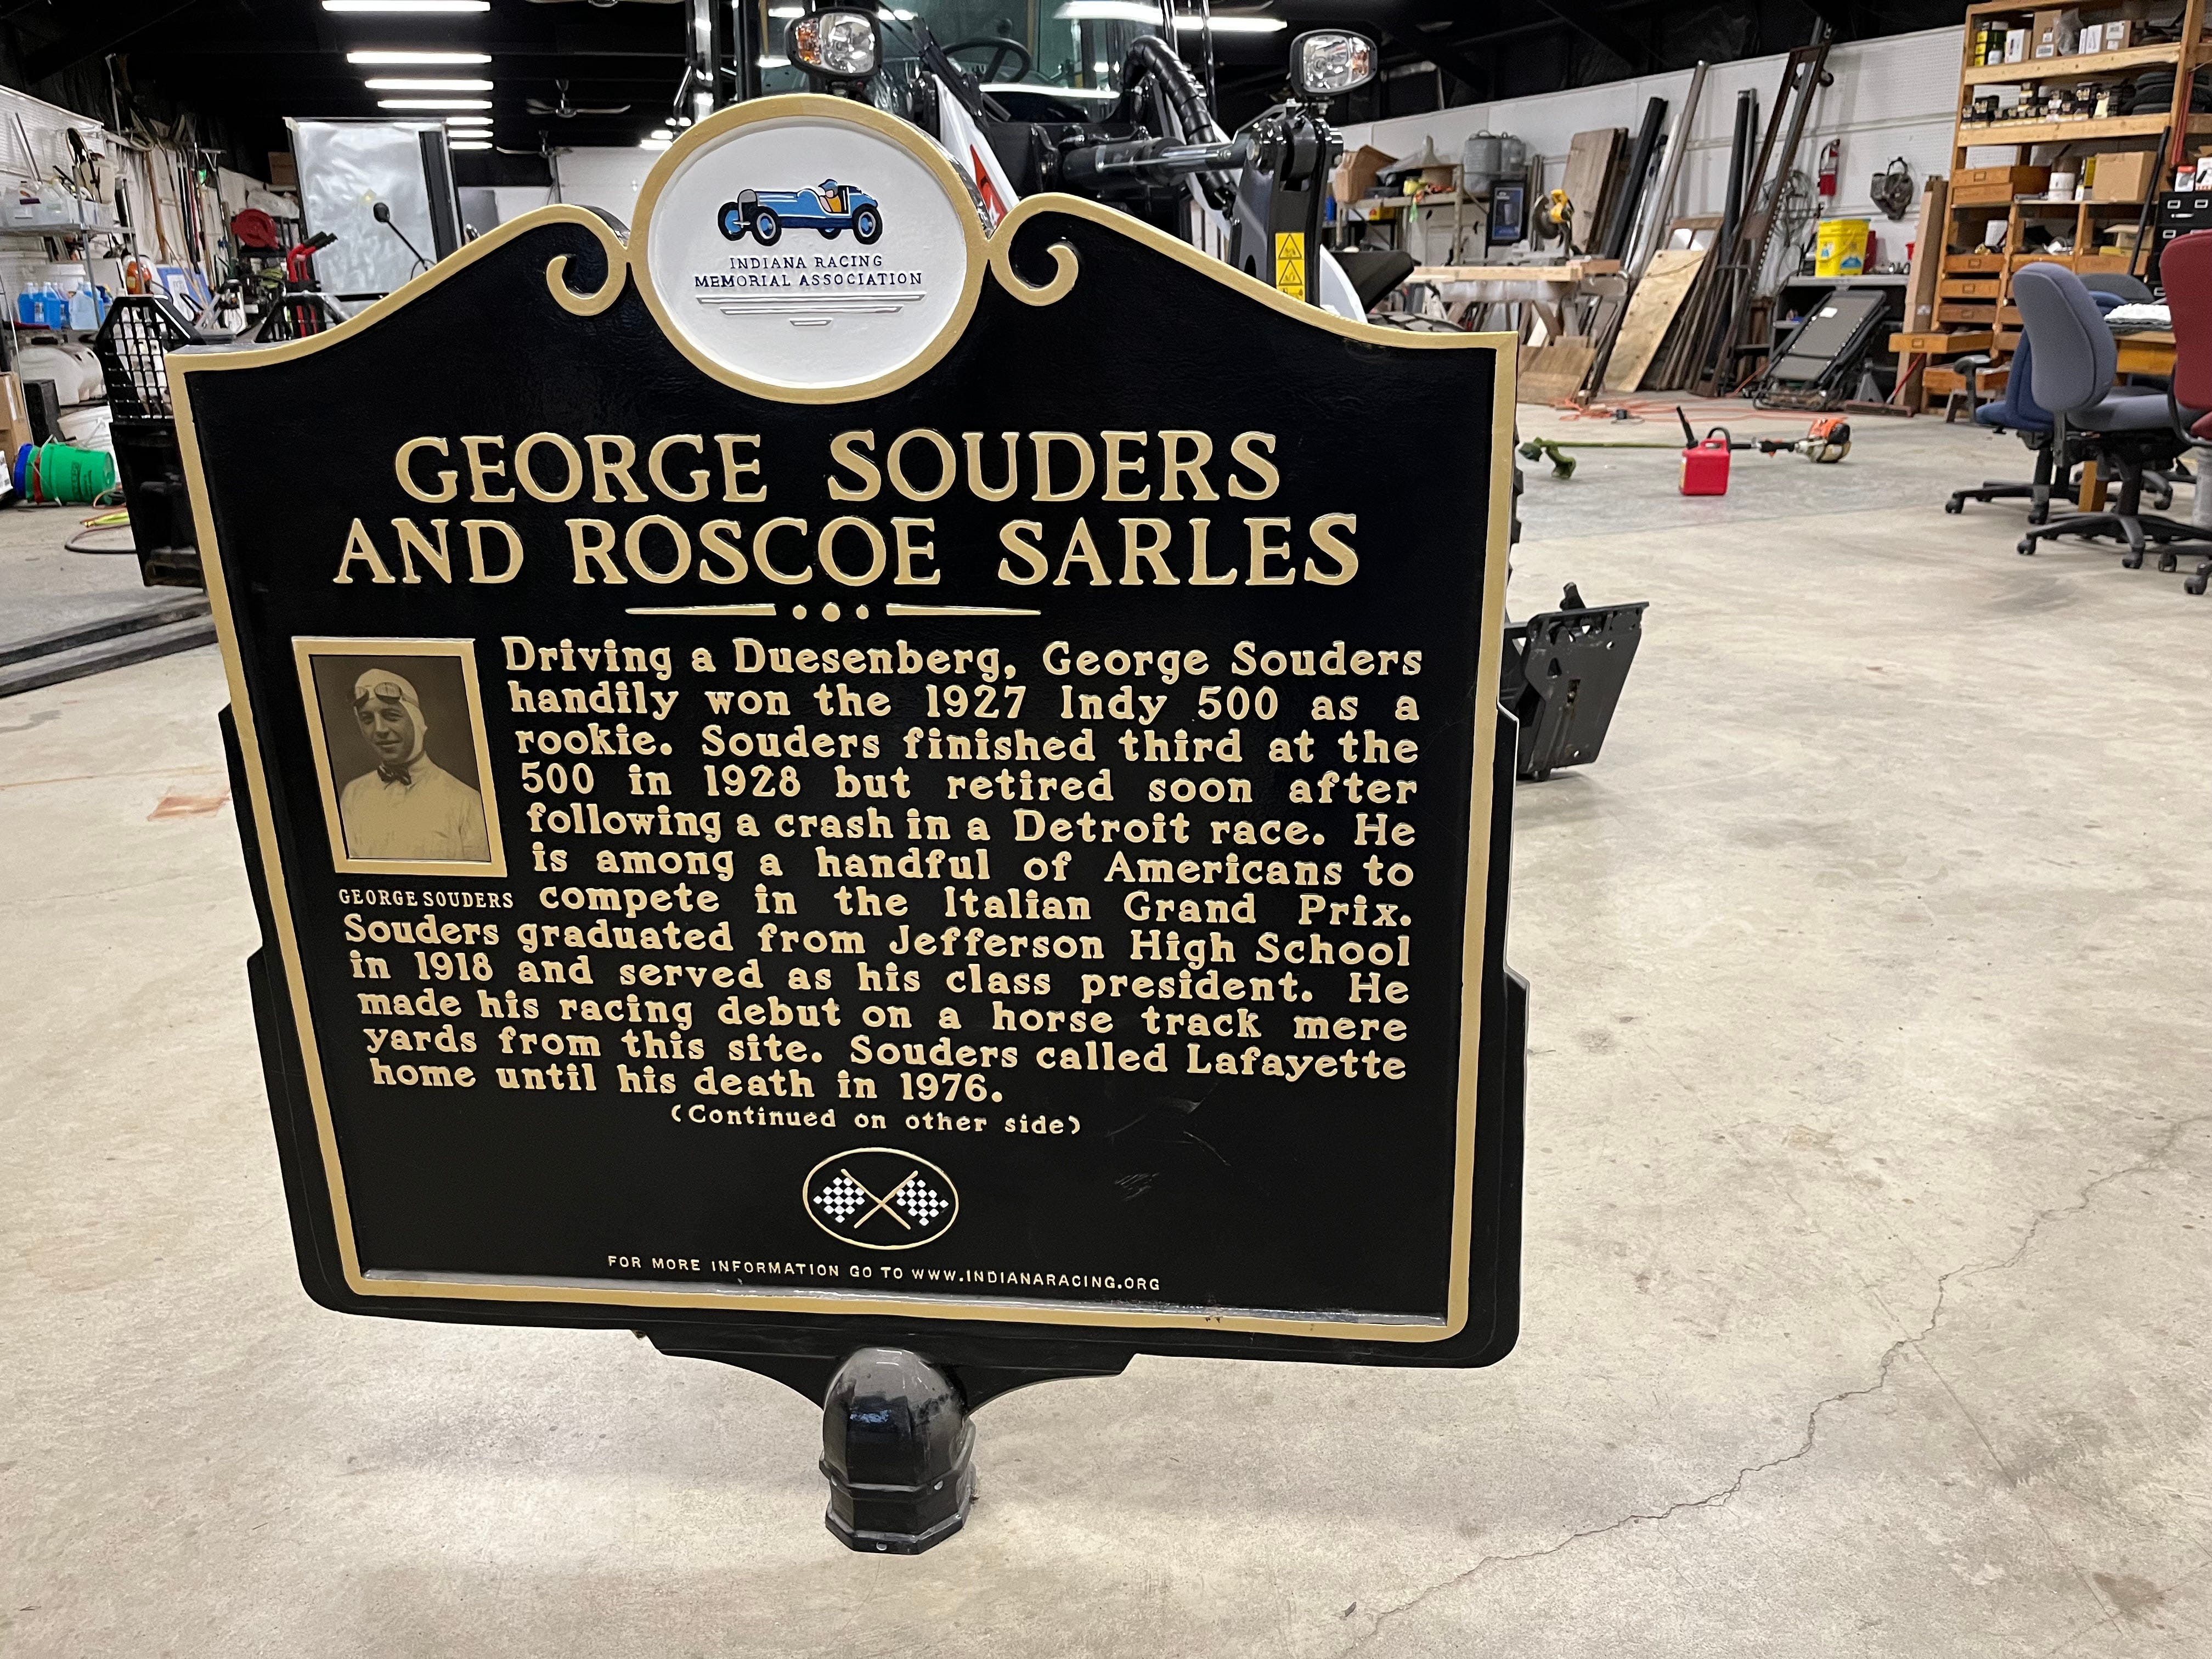 INDIANA RACING
MEMORIAL ASSOCIATION
GEORGE SOUDERS
AND ROSCOE SARLES
Driving a Duesenberg, George Souders
handily won the 1927 Indy 500 as a
rookie. Souders finished third at the
500 in 1928 but retired soon after
following a crash in a Detroit race. He
is among a handful of Americans to
compete in the Italian Grand Prix.
GEORGE SOUDERS
Souders graduated from Jefferson High School
in 1918 and served as his class president. He
made his racing debut on a horse track mere
yards from this site. Souders called Lafayette
home until his death in 1976.
(Continued on other side)
FOR MORE INFORMATION GO TO WWW.INDIANARACING.ORG